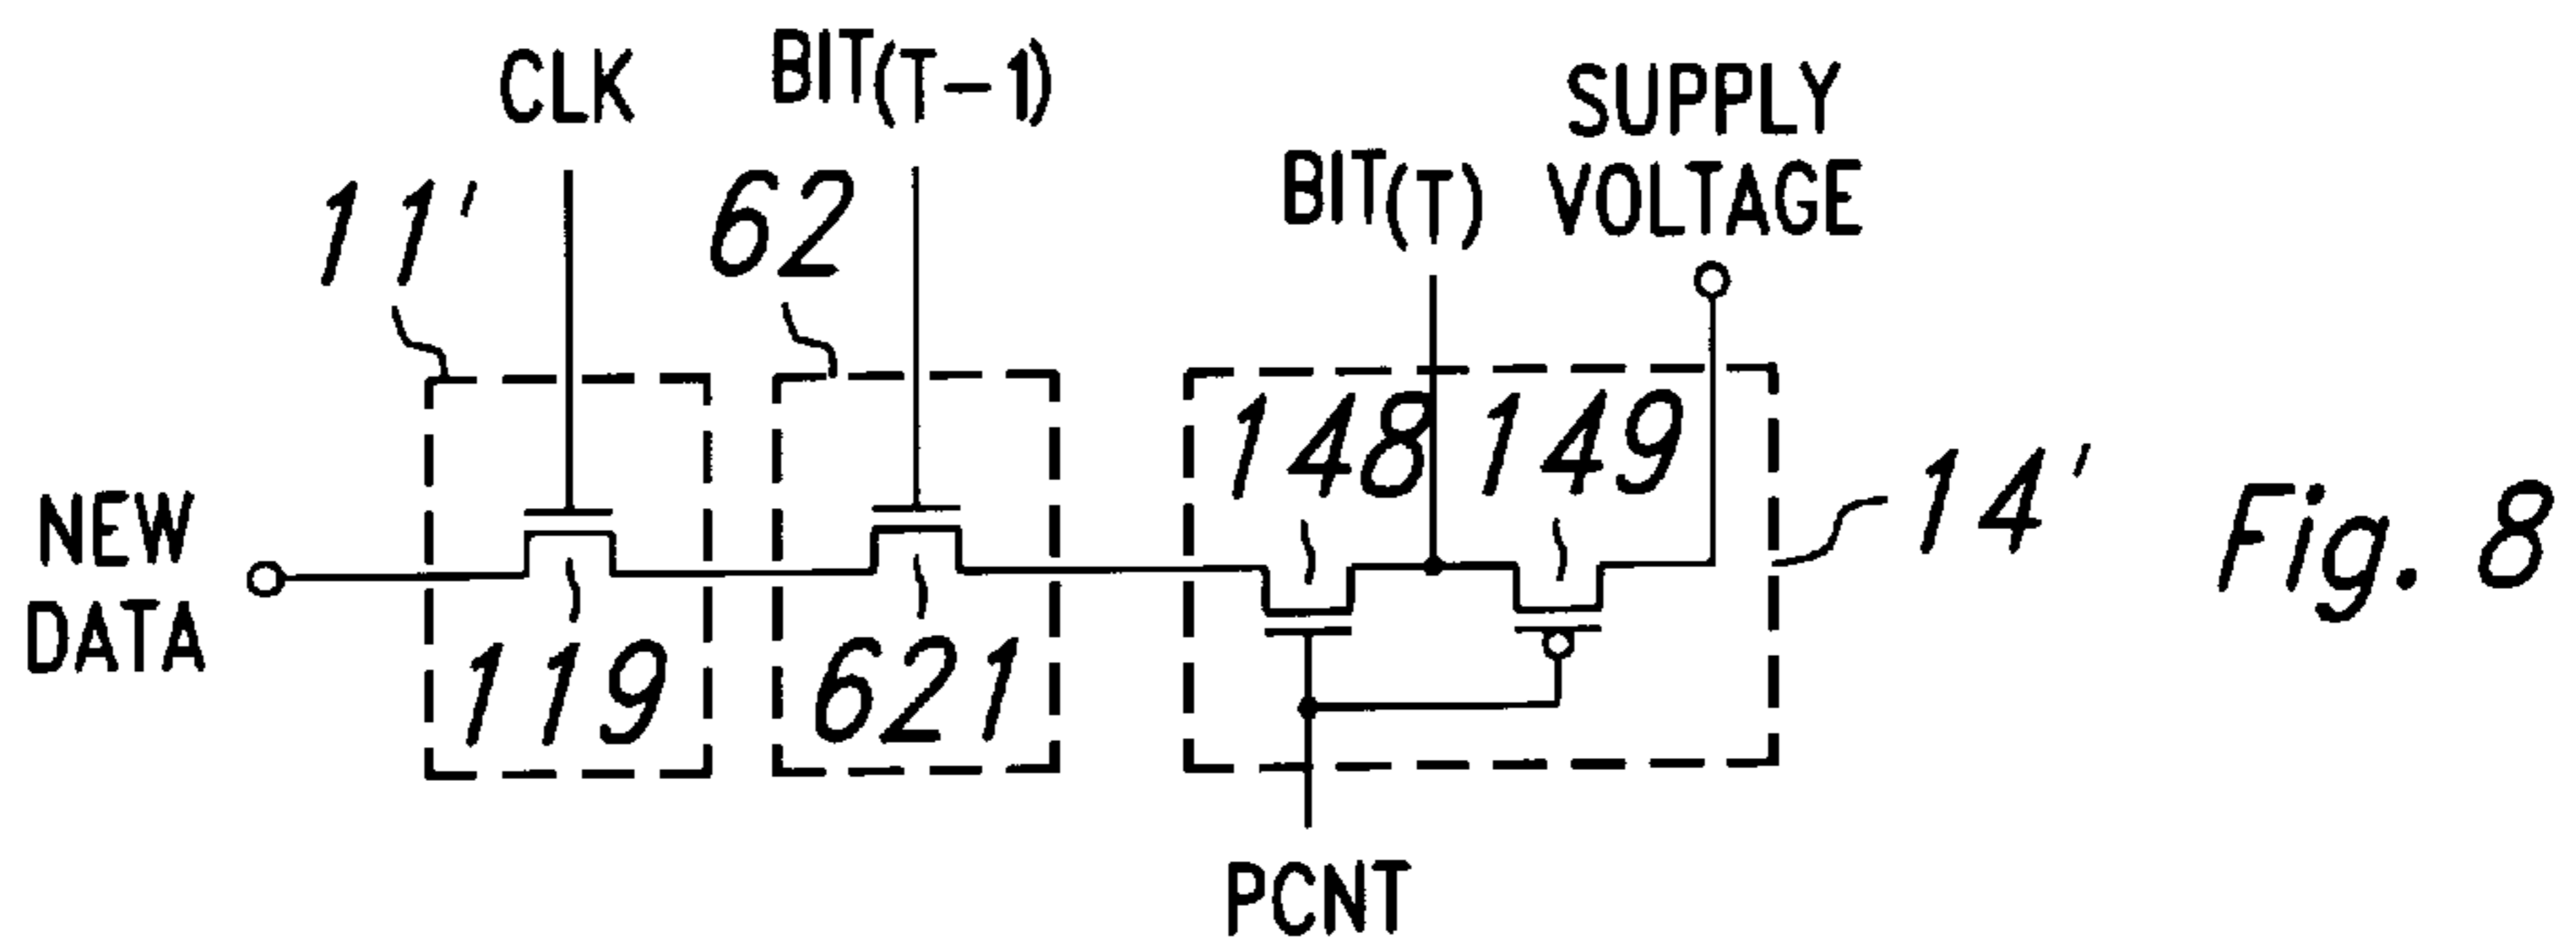 CLK
BIT(T-1)
SUPPLY
VOLTAGE
BIT(T)
11'
62
148
149
14'
NEW
DATA
119
621
PCNT
Fig. 8